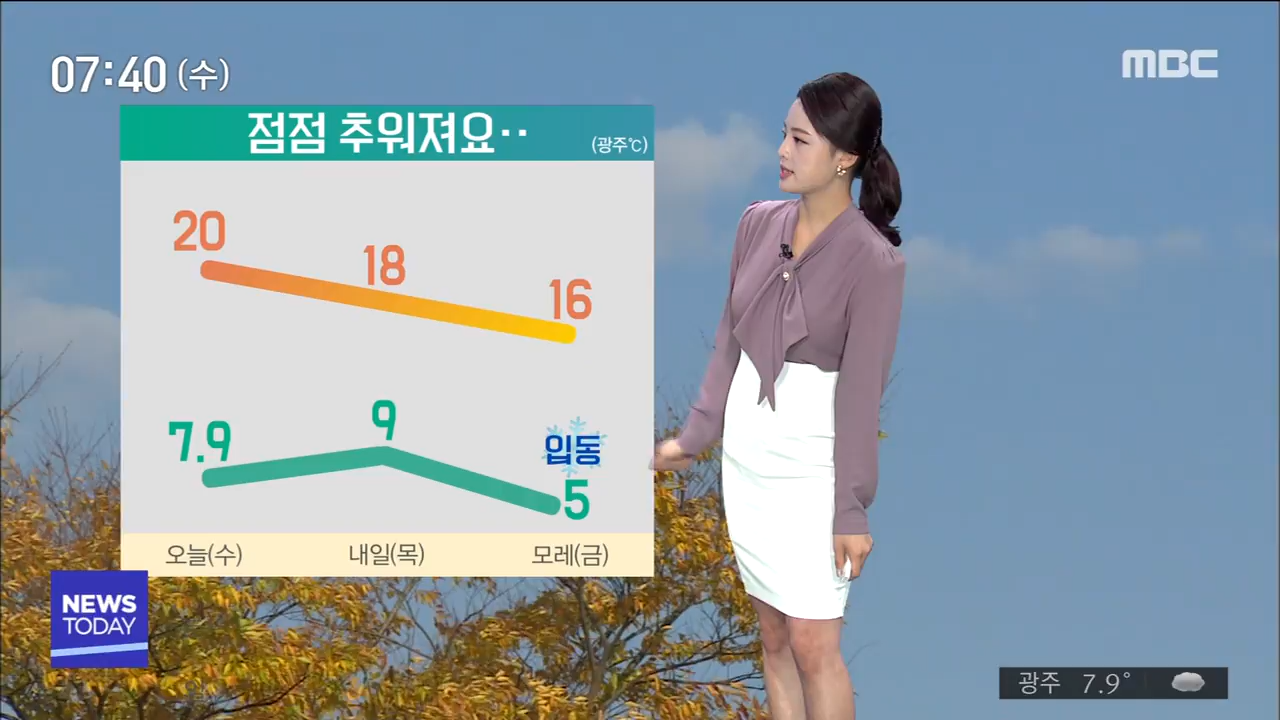 07:40 (수)
MBC
점점 추워져요··
(광주℃)
20
18
16
7.9
9
입동
5
오늘(수)
내일(목)
모레(금)
NEWS
TODAY
광주 7.9°